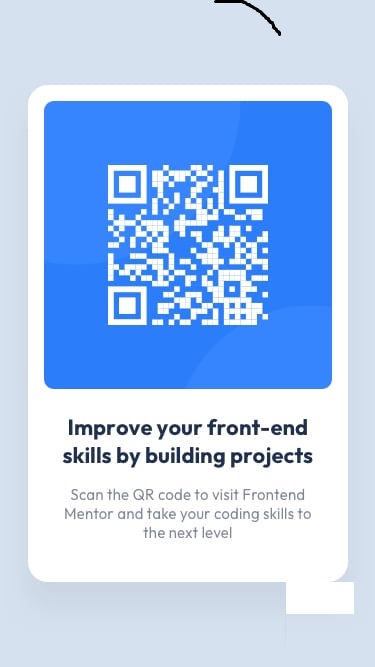 Improve your front-end
skills by building projects
Scan the QR code to visit Frontend
Mentor and take your coding skills to
the next level